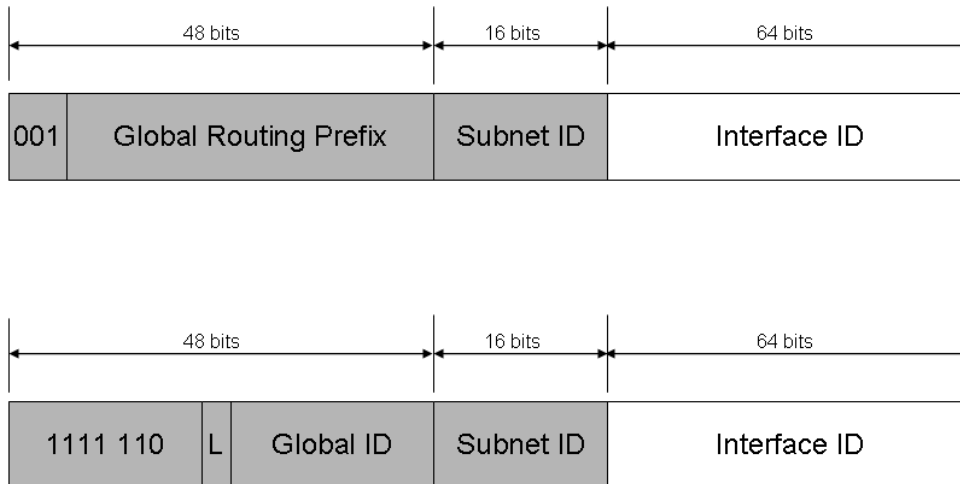 48 bits 16 bits 64 bits
001 Global Routing Prefix Subnet ID Interface ID
48 bits 16 bits 64 bits
1111 110 L Global ID Subnet ID Interface ID